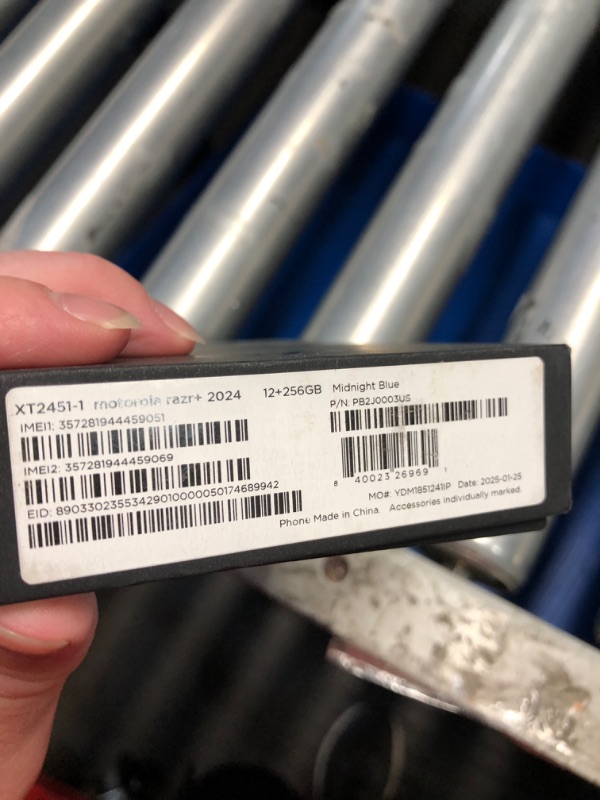 XT2451-1 motorola razr+ 2024 12+256GB Midnight Blue
P/N: PB2J0003US
IMEI1: 357281944459051
IMEI2: 357281944459069
8 40023 26969 1
EID: 89033023553429010000050174689942
MO#: YDM1851241IP Date: 2025-01-25
Phone Made in China. Accessories individually marked.